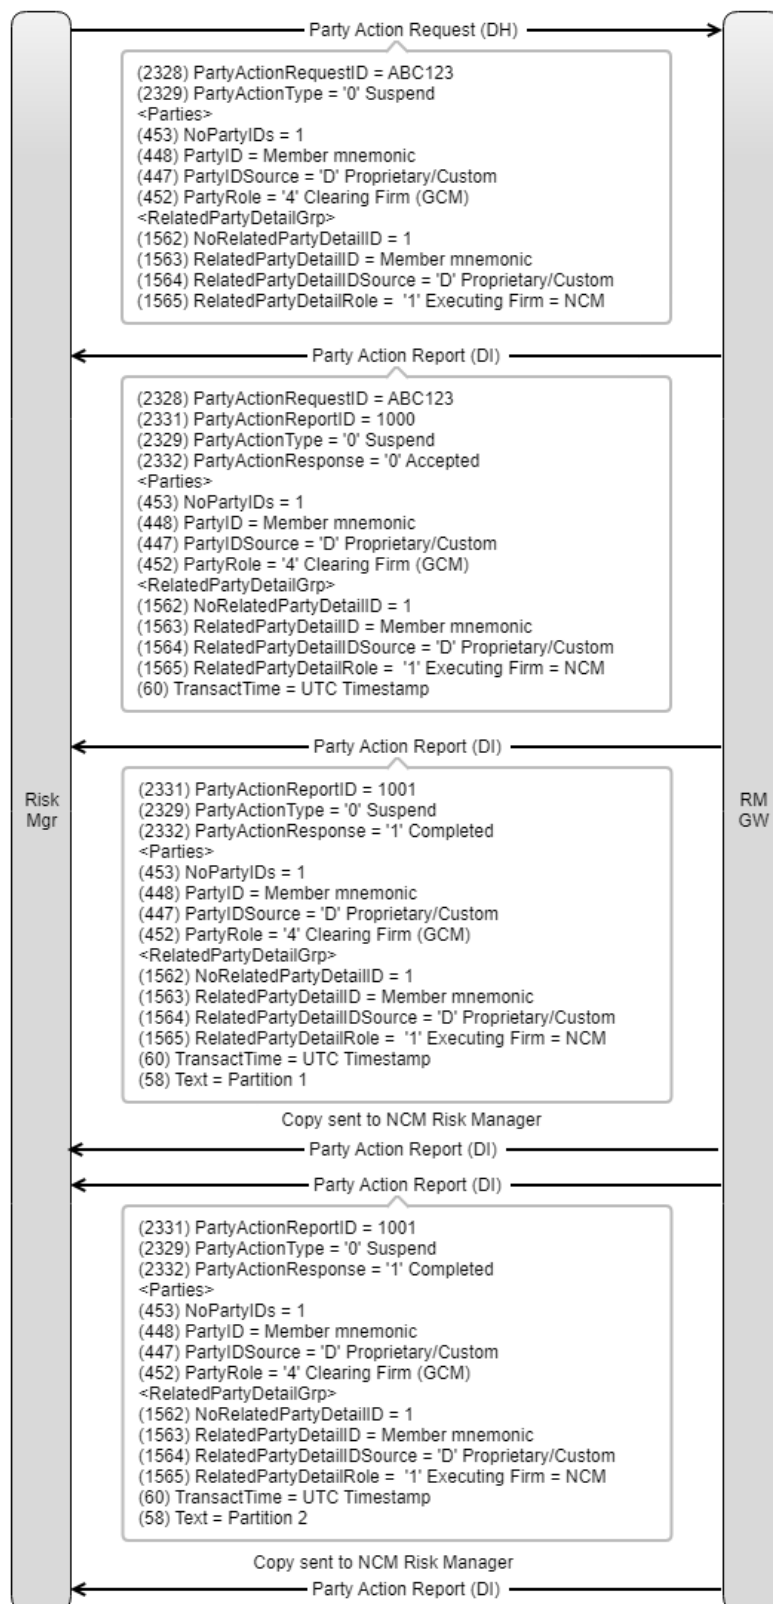 Party Action Request (DH)
(2328) PartyActionRequestID = ABC123
(2329) PartyActionType = '0' Suspend
<Parties>
(453) NoPartyIDs = 1
(448) PartyID = Member mnemonic
(447) PartyIDSource = 'D' Proprietary/Custom
(452) PartyRole = '4' Clearing Firm (GCM)
<RelatedPartyDetailGrp>
(1562) NoRelatedPartyDetailID = 1
(1563) RelatedPartyDetailID = Member mnemonic
(1564) RelatedPartyDetailIDSource = 'D' Proprietary/Custom
(1565) RelatedPartyDetailRole = '1' Executing Firm = NCM
Party Action Report (DI)
(2328) PartyActionRequestID = ABC123
(2331) PartyActionReportID = 1000
(2329) PartyActionType = '0' Suspend
(2332) PartyActionResponse = '0' Accepted
<Parties>
(453) NoPartyIDs = 1
(448) PartyID = Member mnemonic
(447) PartyIDSource = 'D' Proprietary/Custom
(452) PartyRole = '4' Clearing Firm (GCM)
<RelatedPartyDetailGrp>
(1562) NoRelatedPartyDetailID = 1
(1563) RelatedPartyDetailID = Member mnemonic
(1564) RelatedPartyDetailIDSource = 'D' Proprietary/Custom
(1565) RelatedPartyDetailRole = '1' Executing Firm = NCM
(60) TransactTime = UTC Timestamp
Party Action Report (DI)
Risk
Mgr
RM
GW
(2331) PartyActionReportID = 1001
(2329) PartyActionType = '0' Suspend
(2332) PartyActionResponse = '1' Completed
<Parties>
(453) NoPartyIDs = 1
(448) PartyID = Member mnemonic
(447) PartyIDSource = 'D' Proprietary/Custom
(452) PartyRole = '4' Clearing Firm (GCM)
<RelatedPartyDetailGrp>
(1562) NoRelatedPartyDetailID = 1
(1563) RelatedPartyDetailID = Member mnemonic
(1564) RelatedPartyDetailIDSource = 'D' Proprietary/Custom
(1565) RelatedPartyDetailRole = '1' Executing Firm = NCM
(60) TransactTime = UTC Timestamp
(58) Text = Partition 1
Copy sent to NCM Risk Manager
Party Action Report (DI)
Party Action Report (DI)
(2331) PartyActionReportID = 1001
(2329) PartyActionType = '0' Suspend
(2332) PartyActionResponse = '1' Completed
<Parties>
(453) NoPartyIDs = 1
(448) PartyID = Member mnemonic
(447) PartyIDSource = 'D' Proprietary/Custom
(452) PartyRole = '4' Clearing Firm (GCM)
<RelatedPartyDetailGrp>
(1562) NoRelatedPartyDetailID = 1
(1563) RelatedPartyDetailID = Member mnemonic
(1564) RelatedPartyDetailIDSource = 'D' Proprietary/Custom
(1565) RelatedPartyDetailRole = '1' Executing Firm = NCM
(60) TransactTime = UTC Timestamp
(58) Text = Partition 2
Copy sent to NCM Risk Manager
Party Action Report (DI)